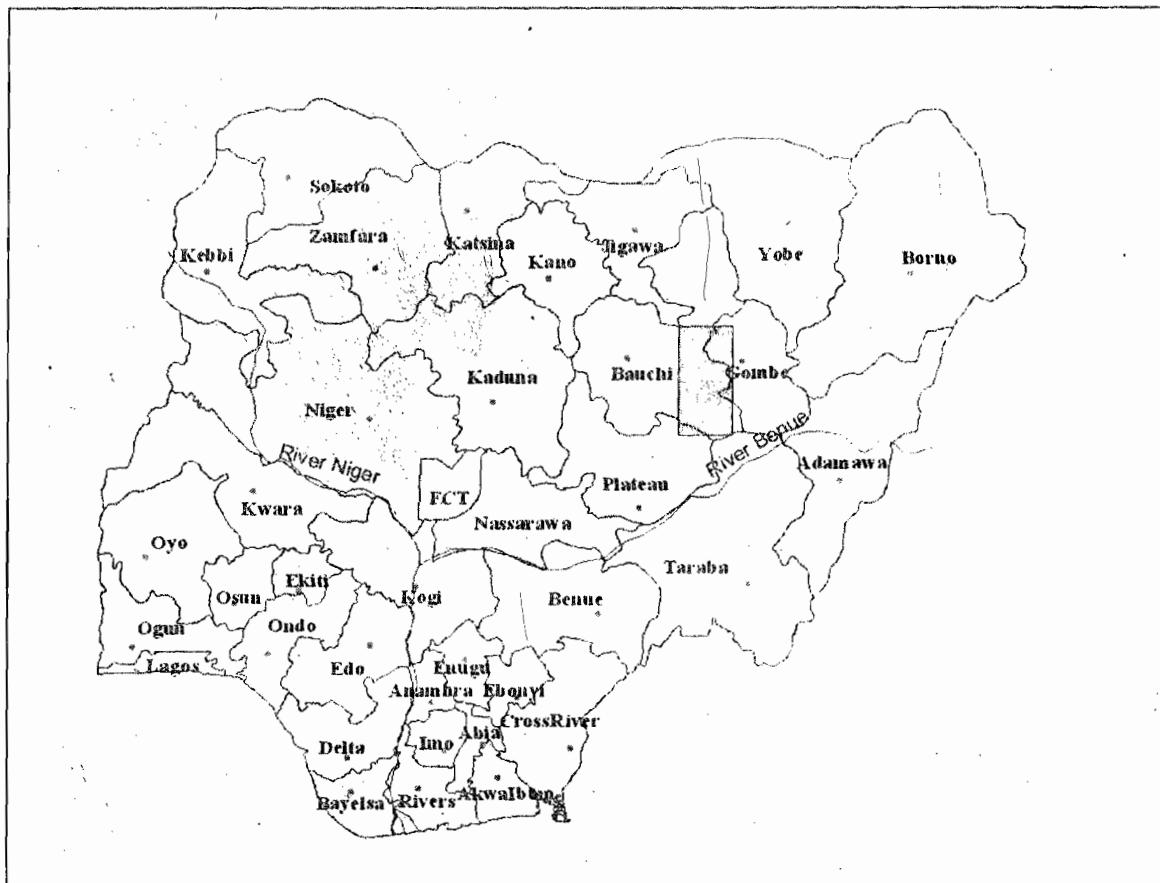 Sokoto
Zamfara
Katsina
Kebbi
Kano
Jigawa
Yobe
Borno
Bauchi
Gombe
Kaduna
Niger
River Niger
River Benue
Adamawa
FCT
Plateau
Kwara
Nassarawa
Oyo
Taraba
Ekiti
Osun
Kogi
Benue
Ogun
Ondo
Lagos
Edo
Enugu
Anambra
Ebonyi
CrossRiver
Delta
Imo
Abia
Bayelsa
Rivers
AkwaIbom